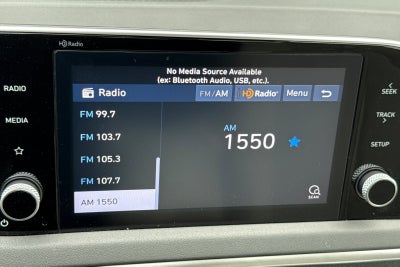 HD Radio
No Media Source Available
(ex: Bluetooth Audio, USB, etc.).
Radio
FM/AM
HD Radio
Menu
FM 99.7
FM 103.7
FM 105.3
FM 107.7
AM 1550
AM
1550
SCAN
RADIO
MEDIA
SEEK
TRACK
SETUP